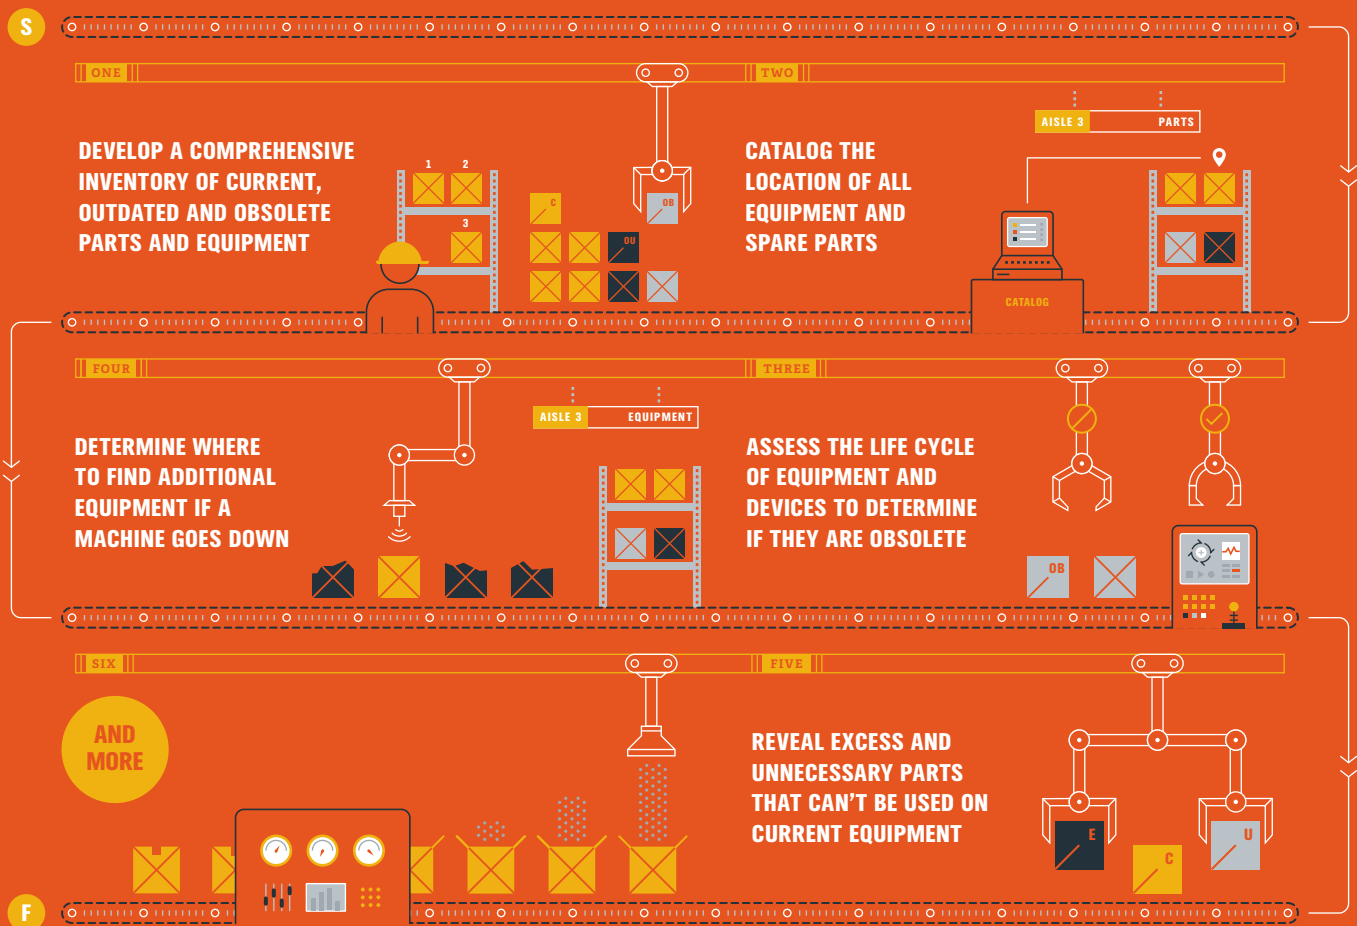 S
ONE
DEVELOP A COMPREHENSIVE
INVENTORY OF CURRENT,
OUTDATED AND OBSOLETE
PARTS AND EQUIPMENT
1
2
3
C
OB
OU
TWO
CATALOG THE
LOCATION OF ALL
EQUIPMENT AND
SPARE PARTS
AISLE 3 PARTS
CATALOG
THREE
ASSESS THE LIFE CYCLE
OF EQUIPMENT AND
DEVICES TO DETERMINE
IF THEY ARE OBSOLETE
OB
FOUR
DETERMINE WHERE
TO FIND ADDITIONAL
EQUIPMENT IF A
MACHINE GOES DOWN
AISLE 3 EQUIPMENT
FIVE
REVEAL EXCESS AND
UNNECESSARY PARTS
THAT CAN'T BE USED ON
CURRENT EQUIPMENT
E
C
U
SIX
AND
MORE
F